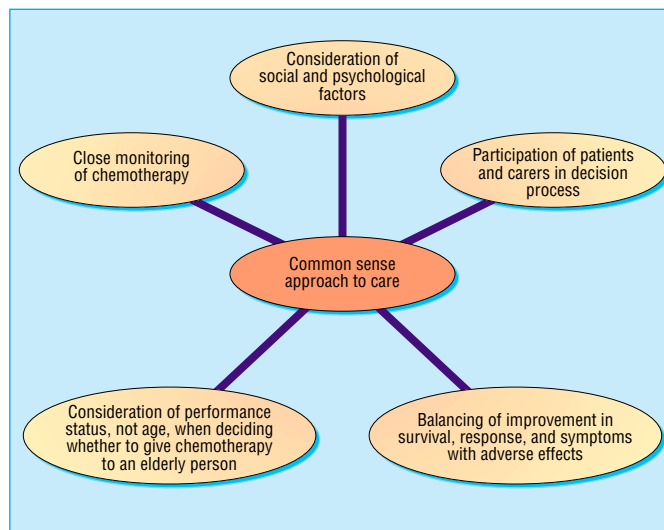 Consideration of
social and psychological
factors
Close monitoring
of chemotherapy
Participation of patients
and carers in decision
process
Common sense
approach to care
Consideration of performance
status, not age, when deciding
whether to give chemotherapy
to an elderly person
Balancing of improvement in
survival, response, and symptoms
with adverse effects